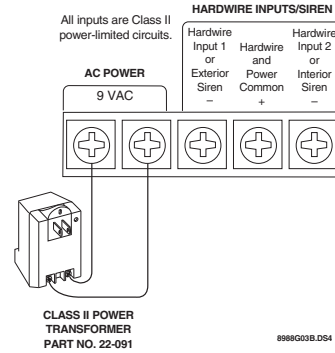 HARDWIRE INPUTS/SIREN
All inputs are Class II
power-limited circuits.
Hardwire
Input 1
or
Exterior
Siren
–
Hardwire
and
Power
Common
+
Hardwire
Input 2
or
Interior
Siren
–
AC POWER
9 VAC
CLASS II POWER
TRANSFORMER
PART NO. 22-091
8988G03B.DS4